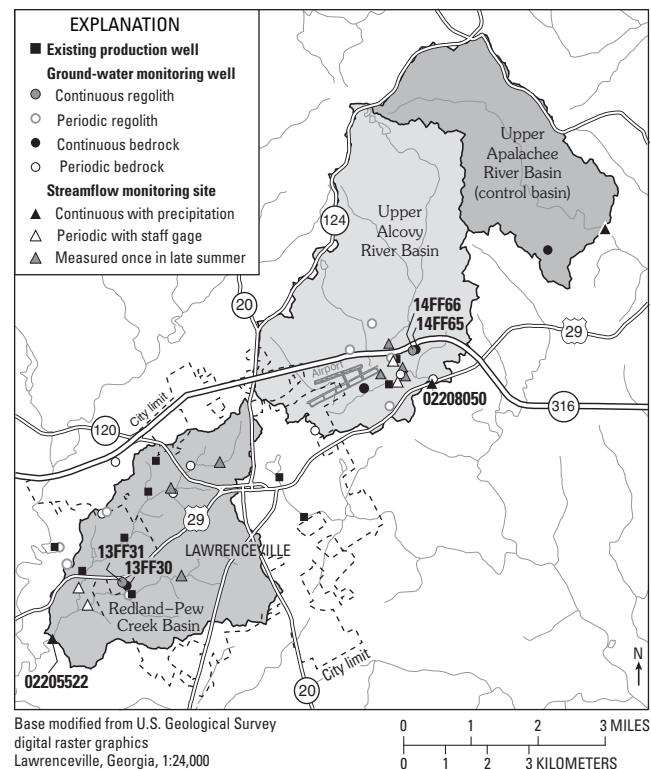 EXPLANATION
Existing production well
Ground-water monitoring well
Continuous regolith
Periodic regolith
Continuous bedrock
Periodic bedrock
Streamflow monitoring site
Continuous with precipitation
Periodic with staff gage
Measured once in late summer
Upper
Apalachee
River Basin
(control basin)
Upper
Alcovy
River Basin
124
20
14FF66
14FF65
29
Airport
02208050
316
City limit
120
29
LAWRENCEVILLE
13FF31
13FF30
Redland–Pew
Creek Basin
02205522
City limit
20
N
Base modified from U.S. Geological Survey
digital raster graphics
Lawrenceville, Georgia, 1:24,000
0 1 2 3 MILES
0 1 2 3 KILOMETERS